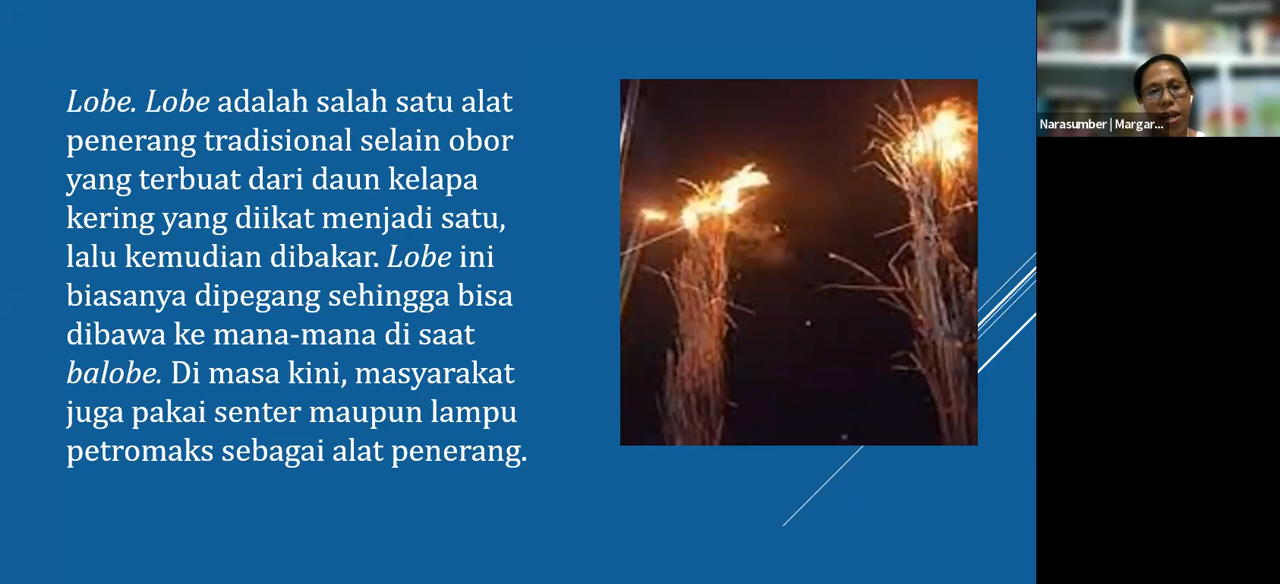 Lobe. Lobe adalah salah satu alat
penerang tradisional selain obor
yang terbuat dari daun kelapa
kering yang diikat menjadi satu,
lalu kemudian dibakar. Lobe ini
biasanya dipegang sehingga bisa
dibawa ke mana-mana di saat
balobe. Di masa kini, masyarakat
juga pakai senter maupun lampu
petromaks sebagai alat penerang.
Narasumber | Margar...